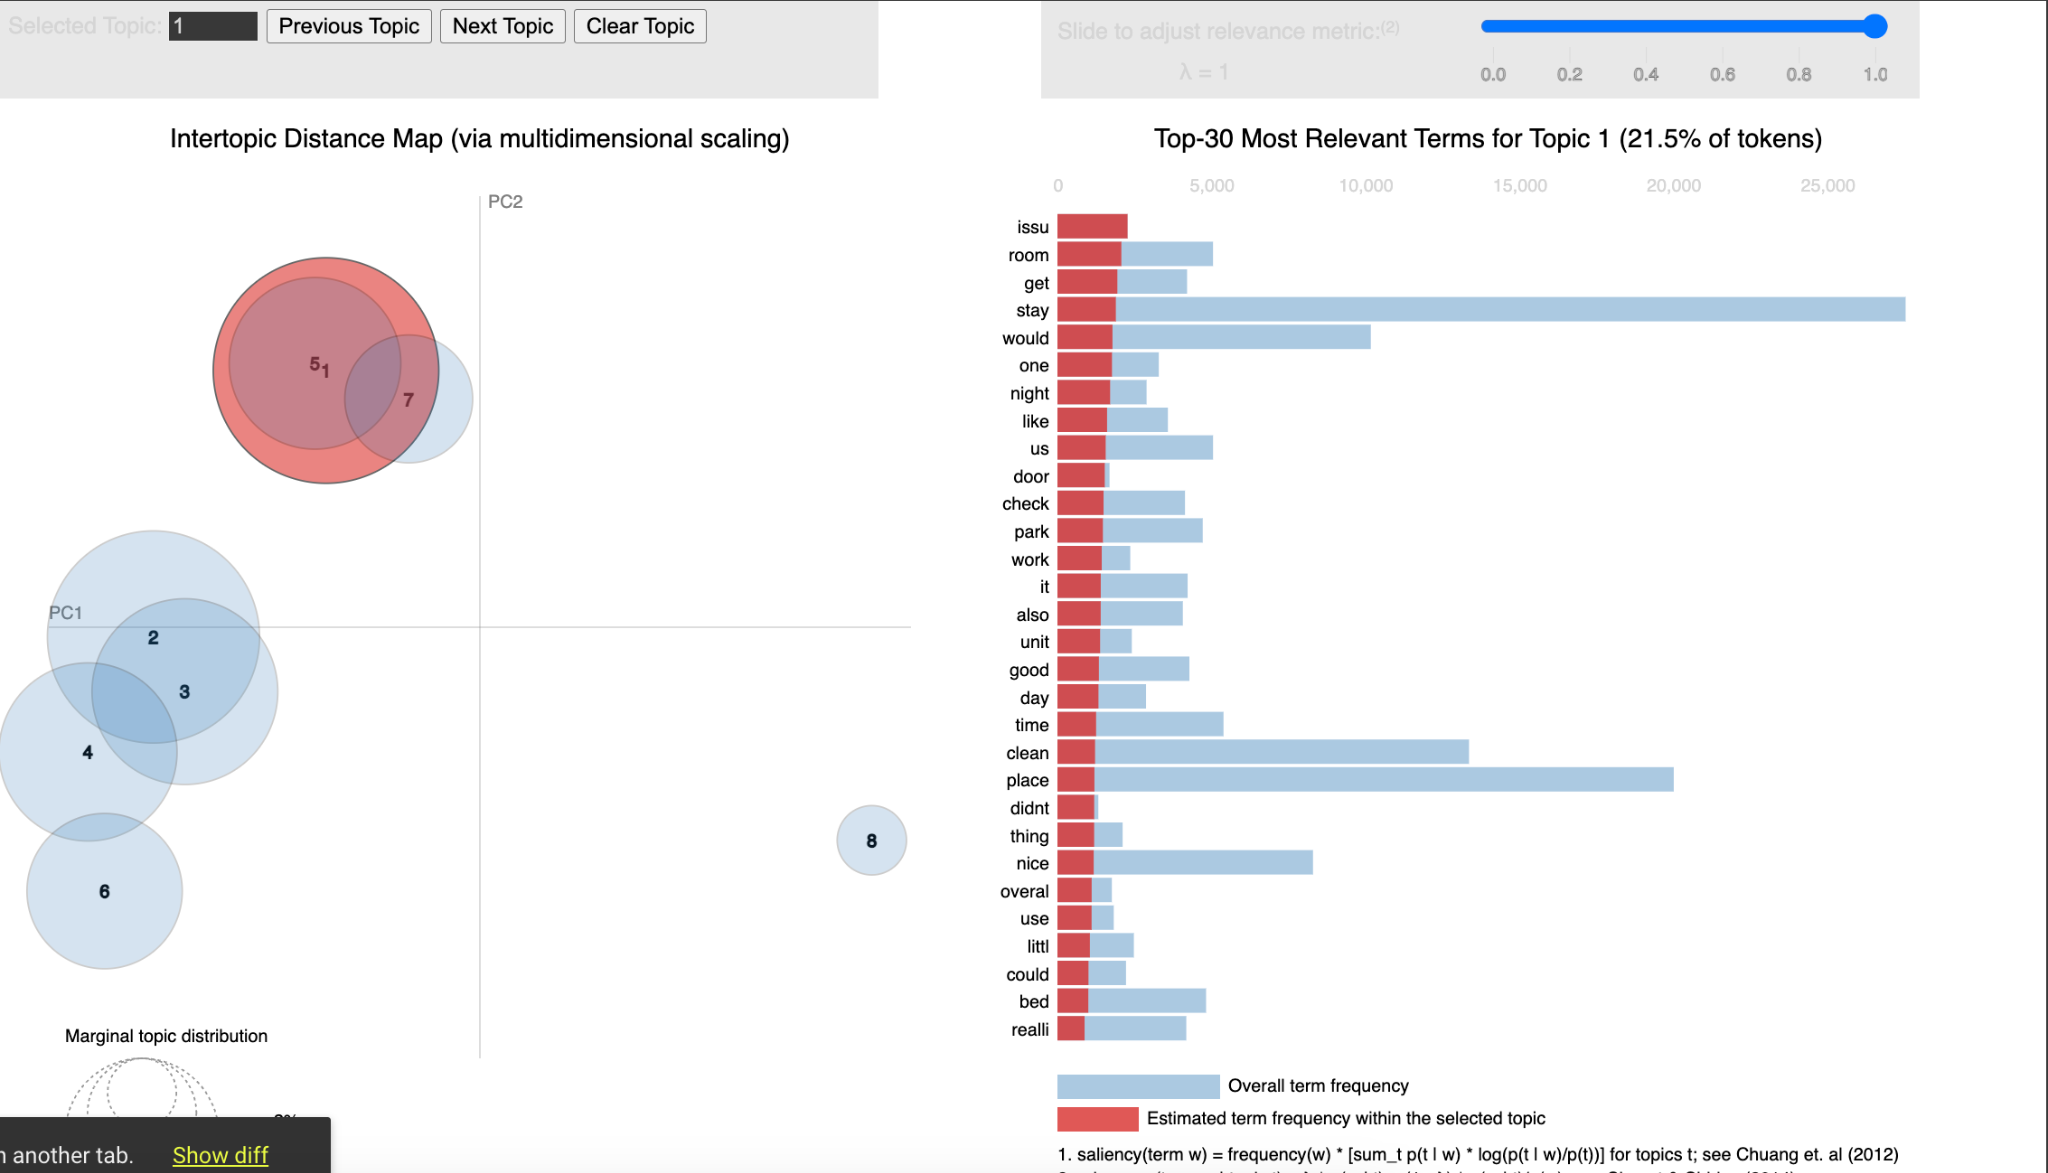 Selected Topic: 1 Previous Topic Next Topic Clear Topic
Slide to adjust relevance metric:(2)
λ = 1
0.0 0.2 0.4 0.6 0.8 1.0
Intertopic Distance Map (via multidimensional scaling)
PC2
PC1
5
1
7
2
3
4
6
8
Marginal topic distribution
Top-30 Most Relevant Terms for Topic 1 (21.5% of tokens)
0 5,000 10,000 15,000 20,000 25,000
issu
room
get
stay
would
one
night
like
us
door
check
park
work
it
also
unit
good
day
time
clean
place
didnt
thing
nice
overal
use
littl
could
bed
realli
Overall term frequency
Estimated term frequency within the selected topic
1. saliency(term w) = frequency(w) * [sum_t p(t | w) * log(p(t | w)/p(t))] for topics t; see Chuang et. al (2012)
another tab. Show diff